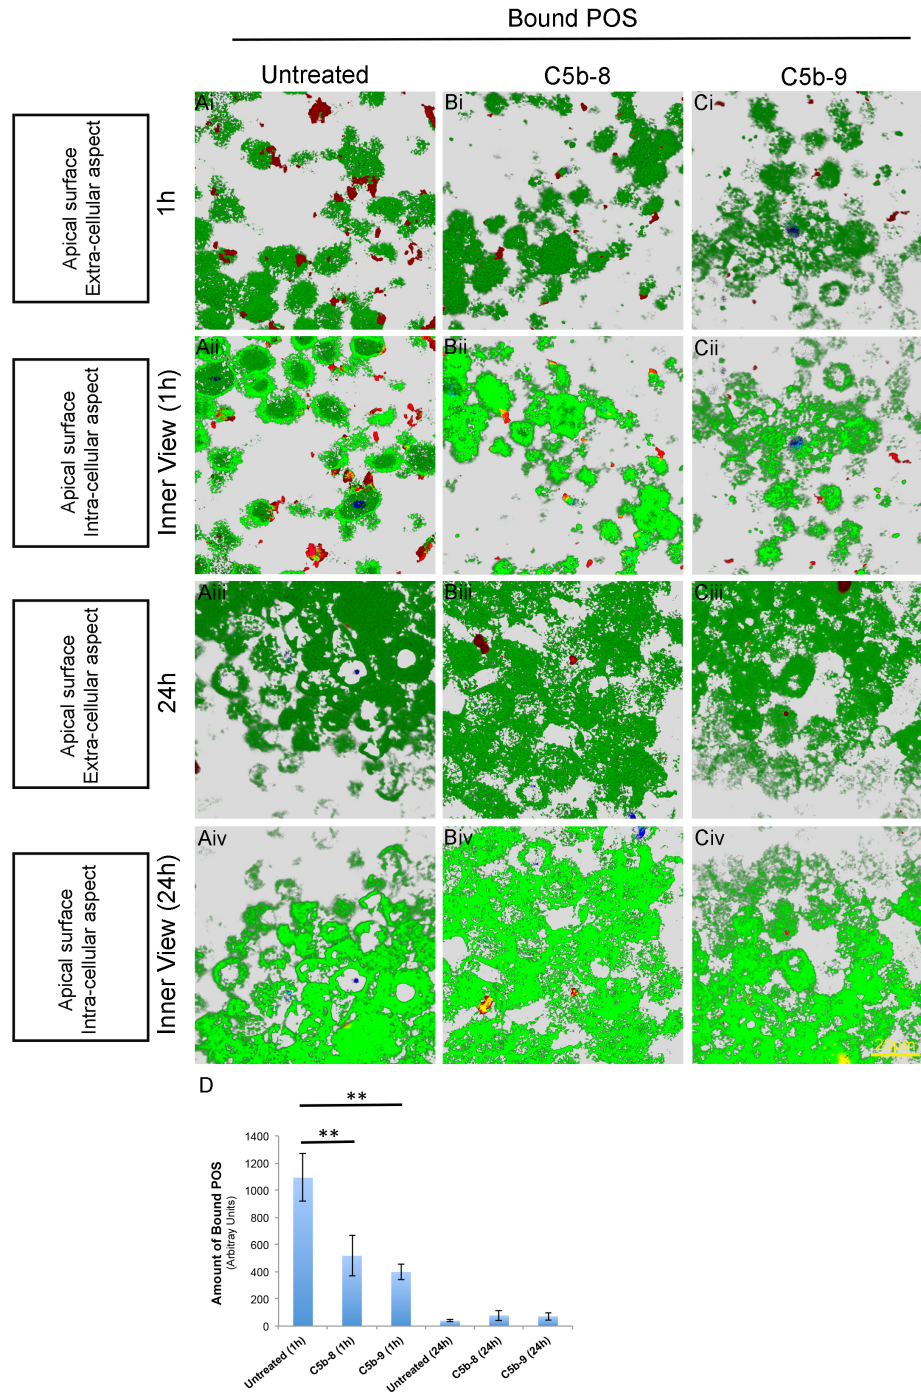 Bound POS
Untreated
C5b-8
C5b-9
Apical surface
Extra-cellular aspect
1h
Ai
Bi
Ci
Apical surface
Intra-cellular aspect
Inner View (1h)
Aii
Bii
Cii
Apical surface
Extra-cellular aspect
24h
Aiii
Biii
Ciii
Apical surface
Intra-cellular aspect
Inner View (24h)
Aiv
Biv
Civ
20µm
D
**
**
Amount of Bound POS
(Arbitray Units)
1400
1200
1000
800
600
400
200
0
Untreated (1h)
C5b-8 (1h)
C5b-9 (1h)
Untreated (24h)
C5b-8 (24h)
C5b-9 (24h)